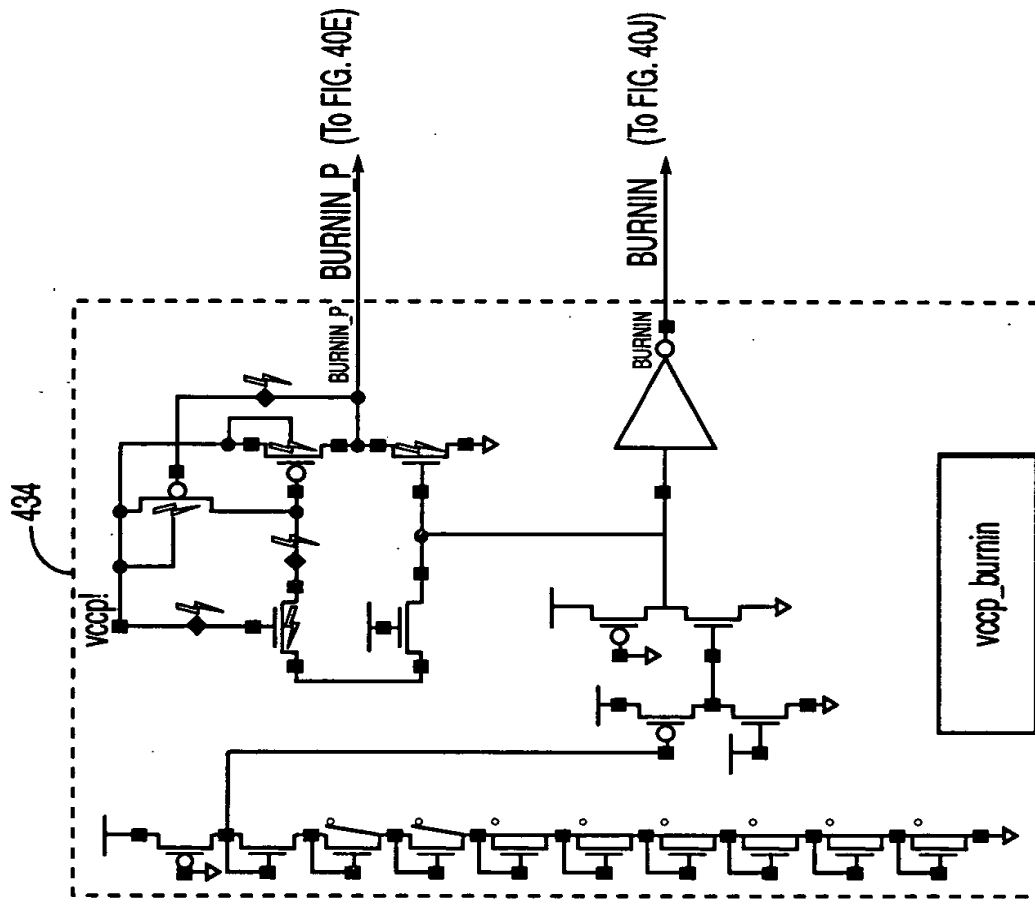 434
vccp!
BURNIN_P
BURNIN_P (To FIG. 40E)
BURNIN
BURNIN (To FIG. 40J)
vccp_burnin